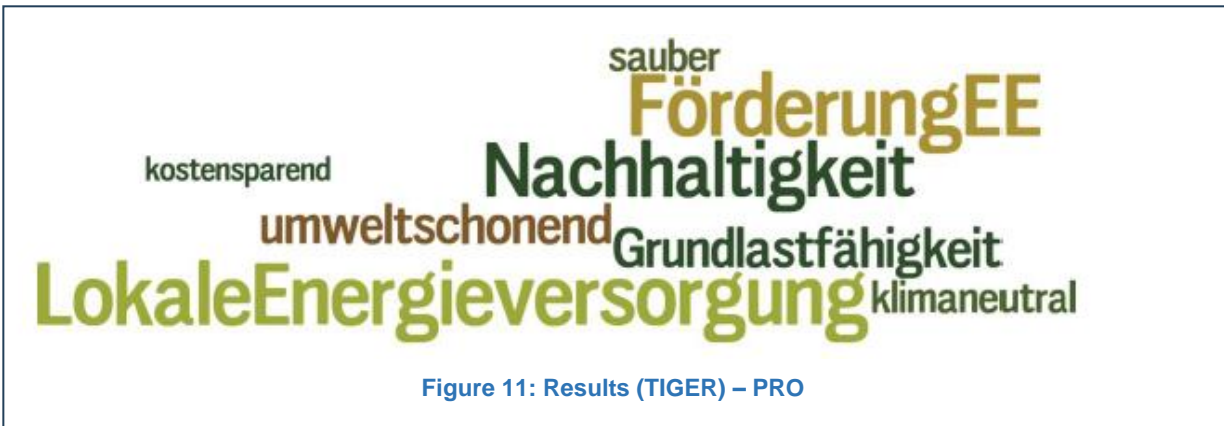 sauber
FörderungEE
kostensparend
Nachhaltigkeit
umweltschonend
Grundlastfähigkeit
LokaleEnergieversorgung
klimaneutral
Figure 11: Results (TIGER) – PRO